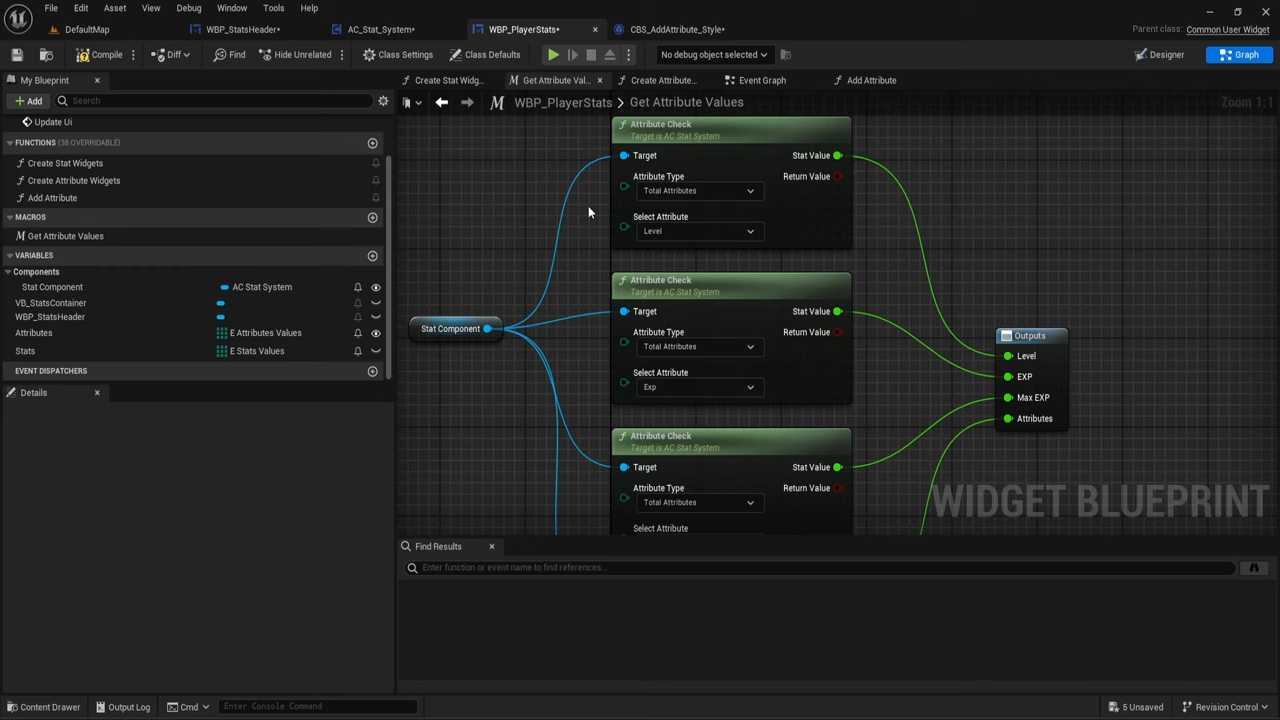 File Edit Asset View Debug Window Tools Help
DefaultMap WBP_StatsHeader* AC_Stat_System* WBP_PlayerStats* CBS_AddAttribute_Style*
Parent class: Common User Widget
Compile Diff Find Hide Unrelated Class Settings Class Defaults No debug object selected Designer Graph
My Blueprint
Create Stat Widg... Get Attribute Val... Create Attribute... Event Graph Add Attribute
Add Search
WBP_PlayerStats > Get Attribute Values
Zoom 1:1
Update Ui
FUNCTIONS (38 OVERRIDABLE)
Create Stat Widgets
Create Attribute Widgets
Add Attribute
MACROS
Get Attribute Values
VARIABLES
Components
Stat Component AC Stat System
VB_StatsContainer
WBP_StatsHeader
Attributes E Attributes Values
Stats E Stats Values
EVENT DISPATCHERS
Details
Stat Component
Attribute Check
Target is AC Stat System
Target Stat Value
Attribute Type Return Value
Total Attributes
Select Attribute
Level
Attribute Check
Target is AC Stat System
Target Stat Value
Attribute Type Return Value
Total Attributes
Select Attribute
Exp
Attribute Check
Target is AC Stat System
Target Stat Value
Attribute Type Return Value
Total Attributes
Select Attribute
Outputs
Level
EXP
Max EXP
Attributes
WIDGET BLUEPRINT
Find Results
Enter function or event name to find references...
Content Drawer Output Log Cmd Enter Console Command 5 Unsaved Revision Control